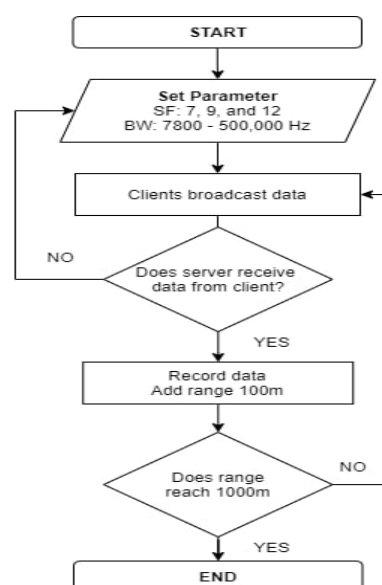 START
Set Parameter
SF: 7, 9, and 12
BW: 7800 - 500,000 Hz
Clients broadcast data
NO
Does server receive
data from client?
YES
Record data
Add range 100m
Does range
reach 1000m
NO
YES
END